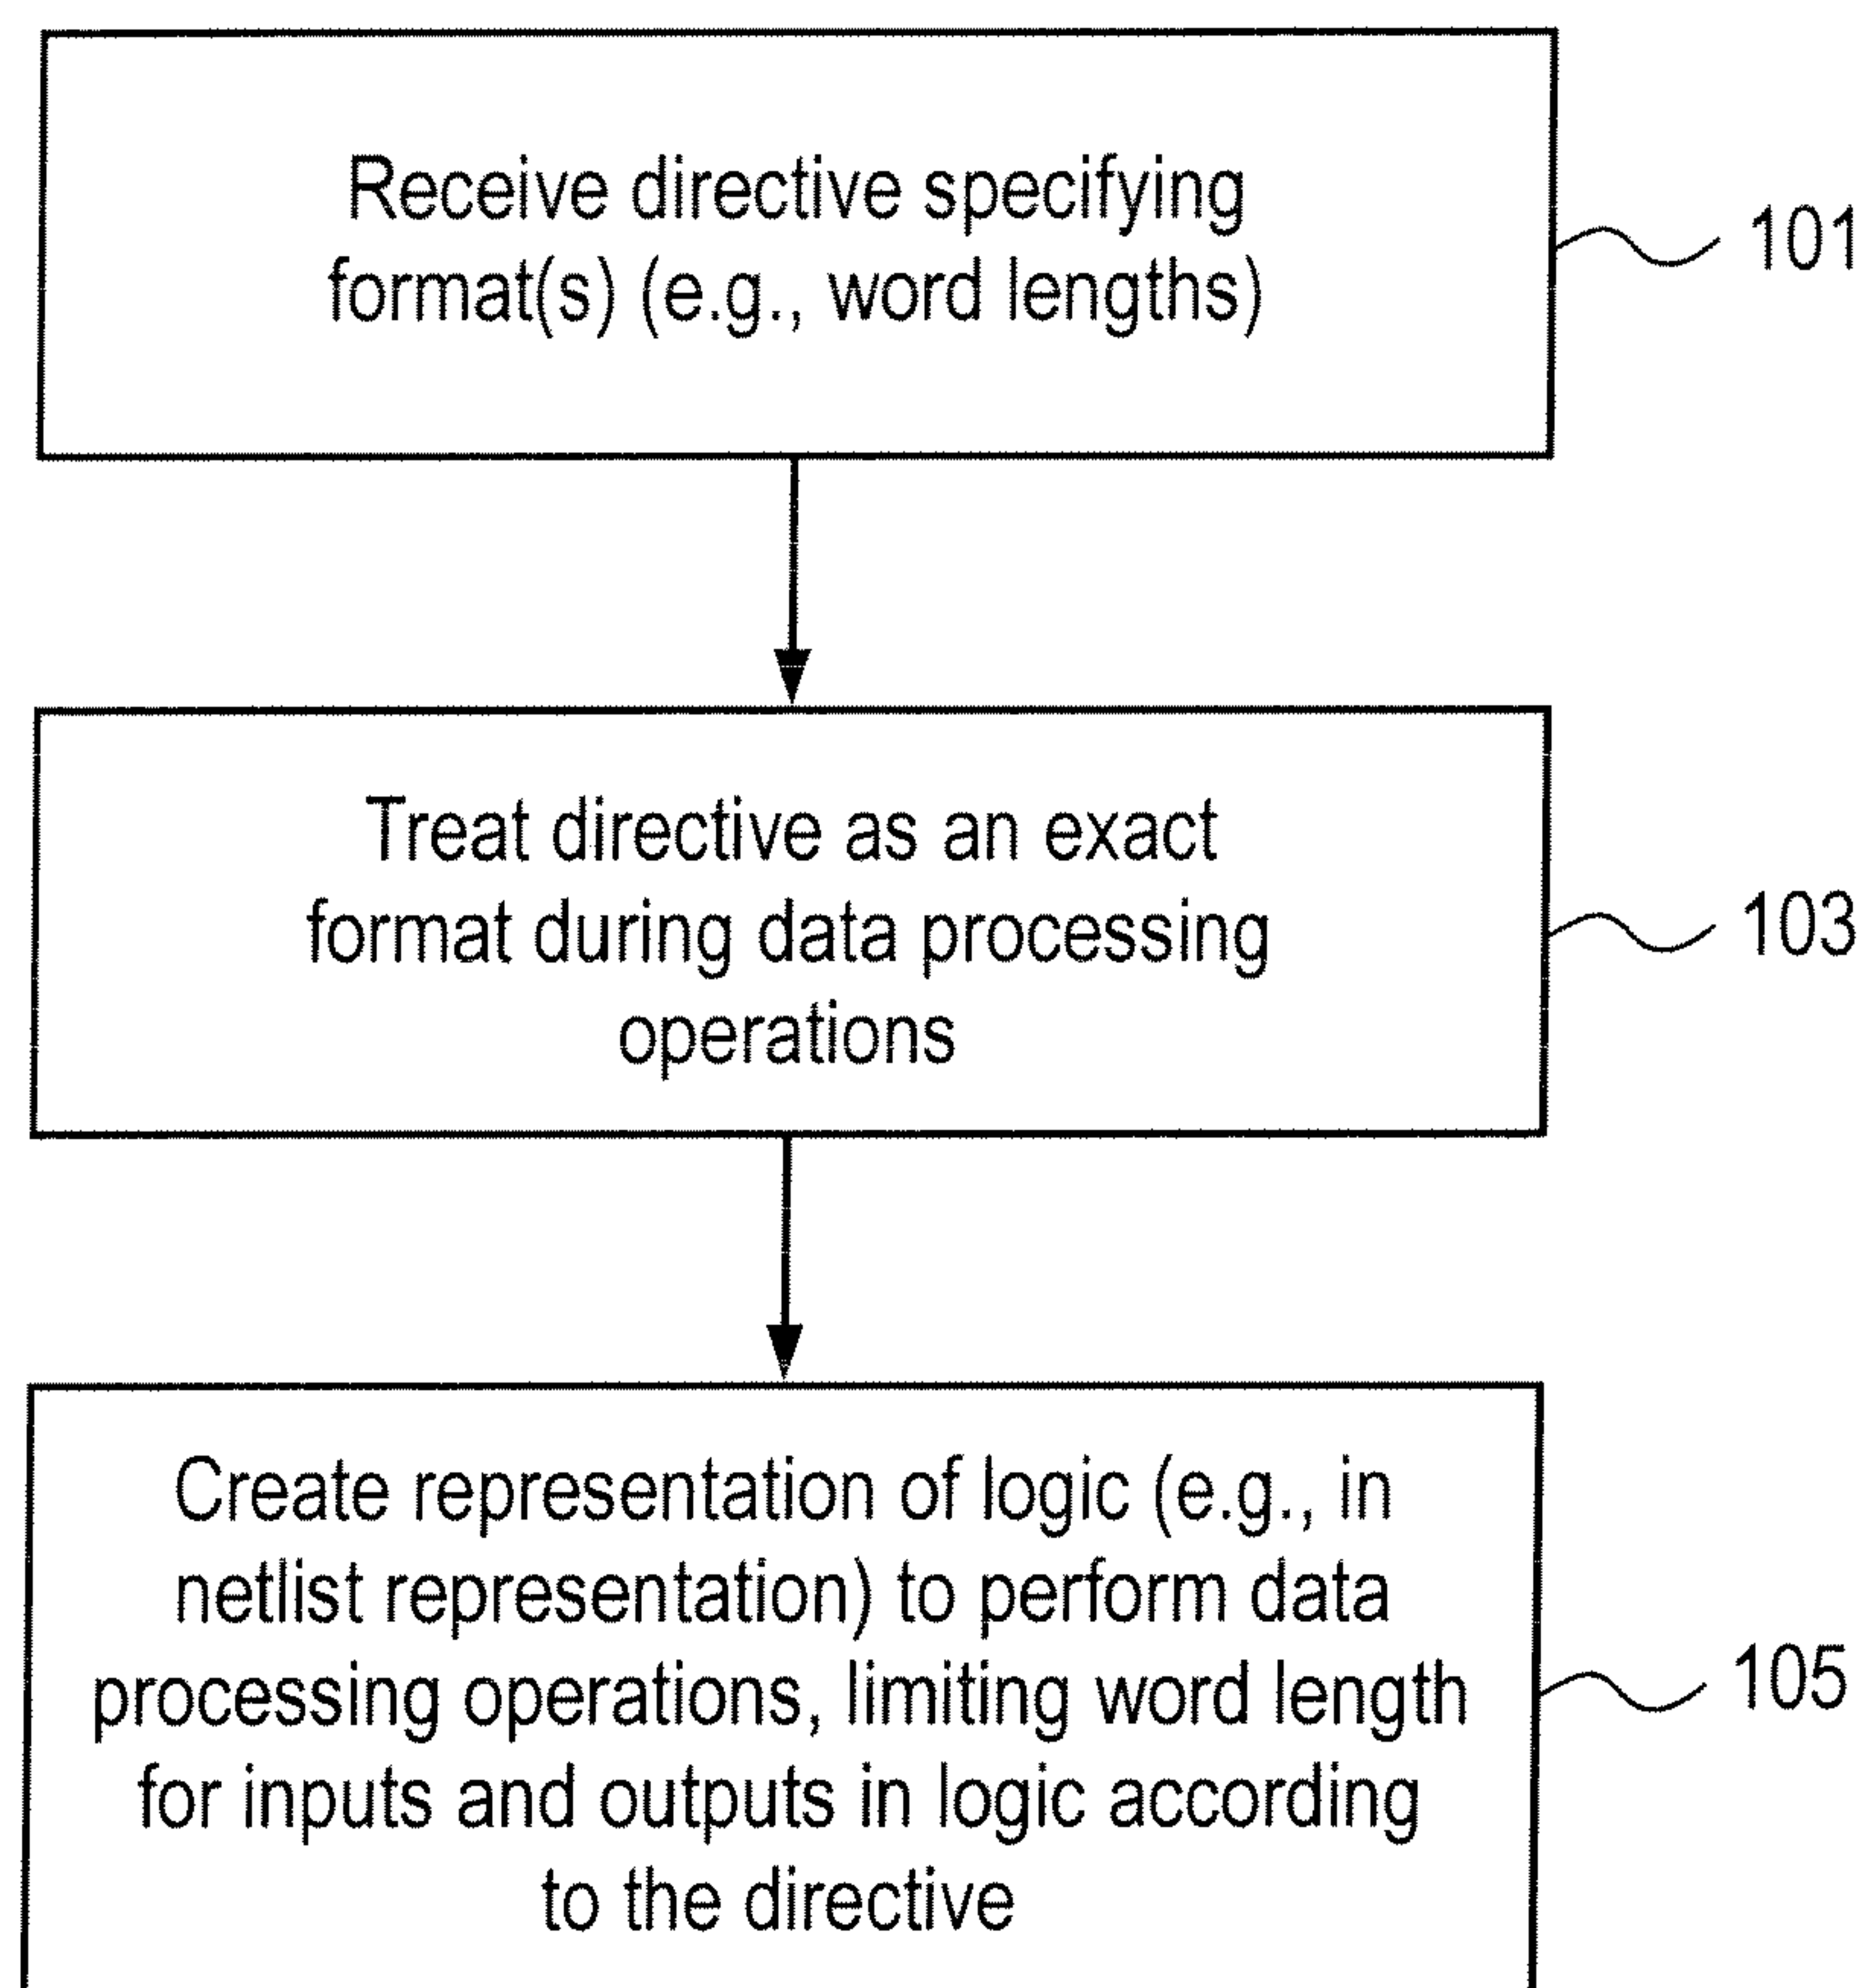 Receive directive specifying
format(s) (e.g., word lengths)
101
Treat directive as an exact
format during data processing
operations
103
Create representation of logic (e.g., in
netlist representation) to perform data
processing operations, limiting word length
for inputs and outputs in logic according
to the directive
105